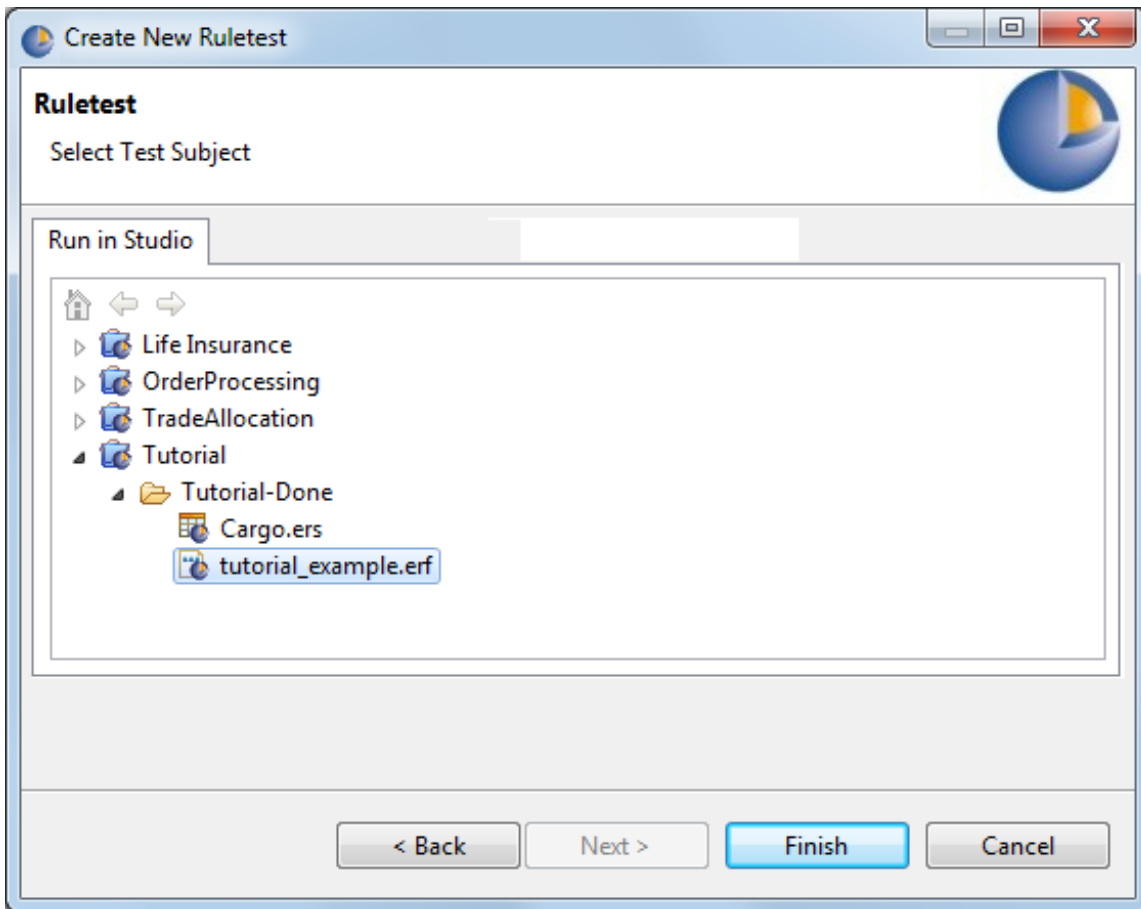 Create New Ruletest
Ruletest
Select Test Subject
Run in Studio
Life Insurance
OrderProcessing
TradeAllocation
Tutorial
Tutorial-Done
Cargo.ers
tutorial_example.erf
< Back Next > Finish Cancel